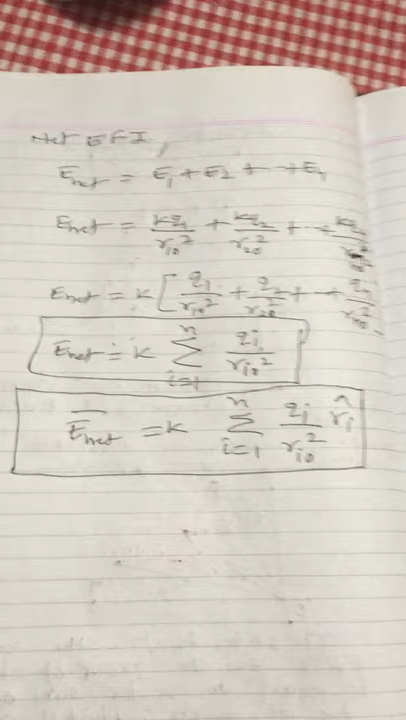 Net EFI,
Enet = E1 + E2 + - + En
Enet = kq1/r10² + kq2/r20² + - + kqn/rn0²
Enet = k [ q1/r10² + q2/r20² + - + qn/rn0²
Enet = k Σ i=1 n qi/ri0²
Enet = k Σ i=1 n qi/ri0² r̂i